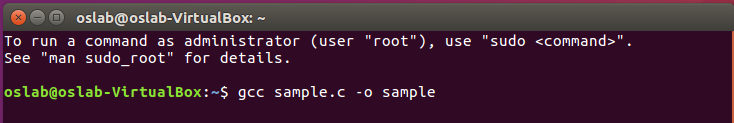 oslab@oslab-VirtualBox: ~
To run a command as administrator (user "root"), use "sudo <command>".
See "man sudo_root" for details.
oslab@oslab-VirtualBox:~$ gcc sample.c -o sample